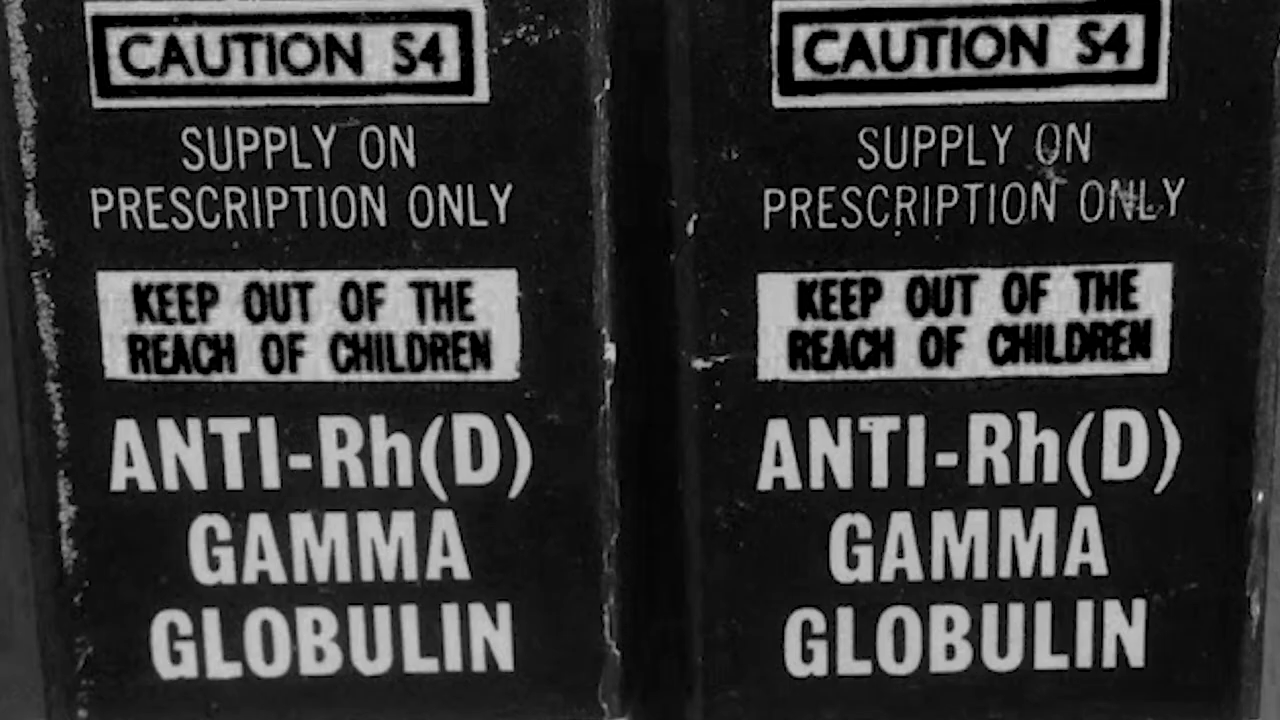 CAUTION S4
SUPPLY ON
PRESCRIPTION ONLY
KEEP OUT OF THE
REACH OF CHILDREN
ANTI-Rh(D)
GAMMA
GLOBULIN
CAUTION S4
SUPPLY ON
PRESCRIPTION ONLY
KEEP OUT OF THE
REACH OF CHILDREN
ANTI-Rh(D)
GAMMA
GLOBULIN